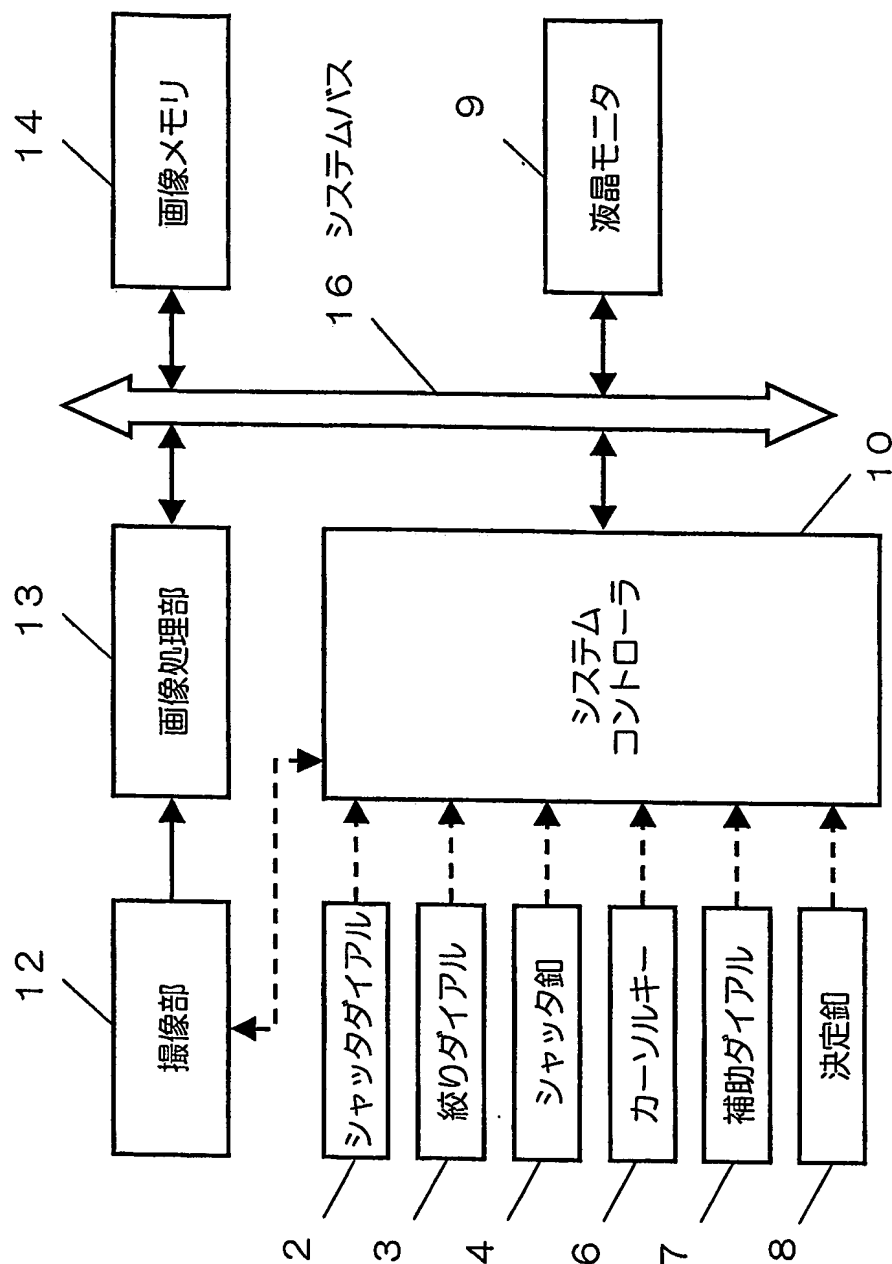 12
撮像部
13
画像処理部
14
画像メモリ
16 システムバス
2
シャッタダイアル
3
絞りダイアル
4
シャッタ釦
6
カーソルキー
7
補助ダイアル
8
決定釦
システム
コントローラ
10
9
液晶モニタ